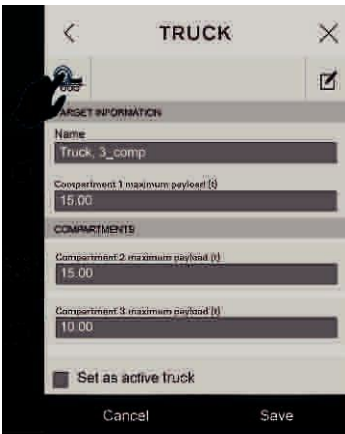 TRUCK
TARGET INFORMATION
Name
Truck, 3_comp
Compartment 1 maximum payload (t)
15.00
COMPARTMENTS
Compartment 2 maximum payload (t)
15.00
Compartment 3 maximum payload (t)
10.00
Set as active truck
Cancel Save